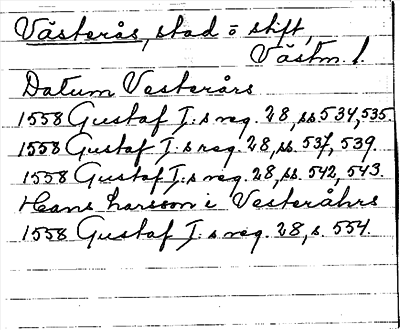 Västerås, stad o stift,
Västm. l.
Datum Vesterårs
1558 Gustaf I:s reg. 28, ss. 534, 535.
1558 Gustaf I:s reg. 28, ss. 537, 539.
1558 Gustaf I:s reg. 28, ss. 542, 543.
Hans Larsson i Vesteråhrs
1558 Gustaf I:s reg. 28, s. 554.